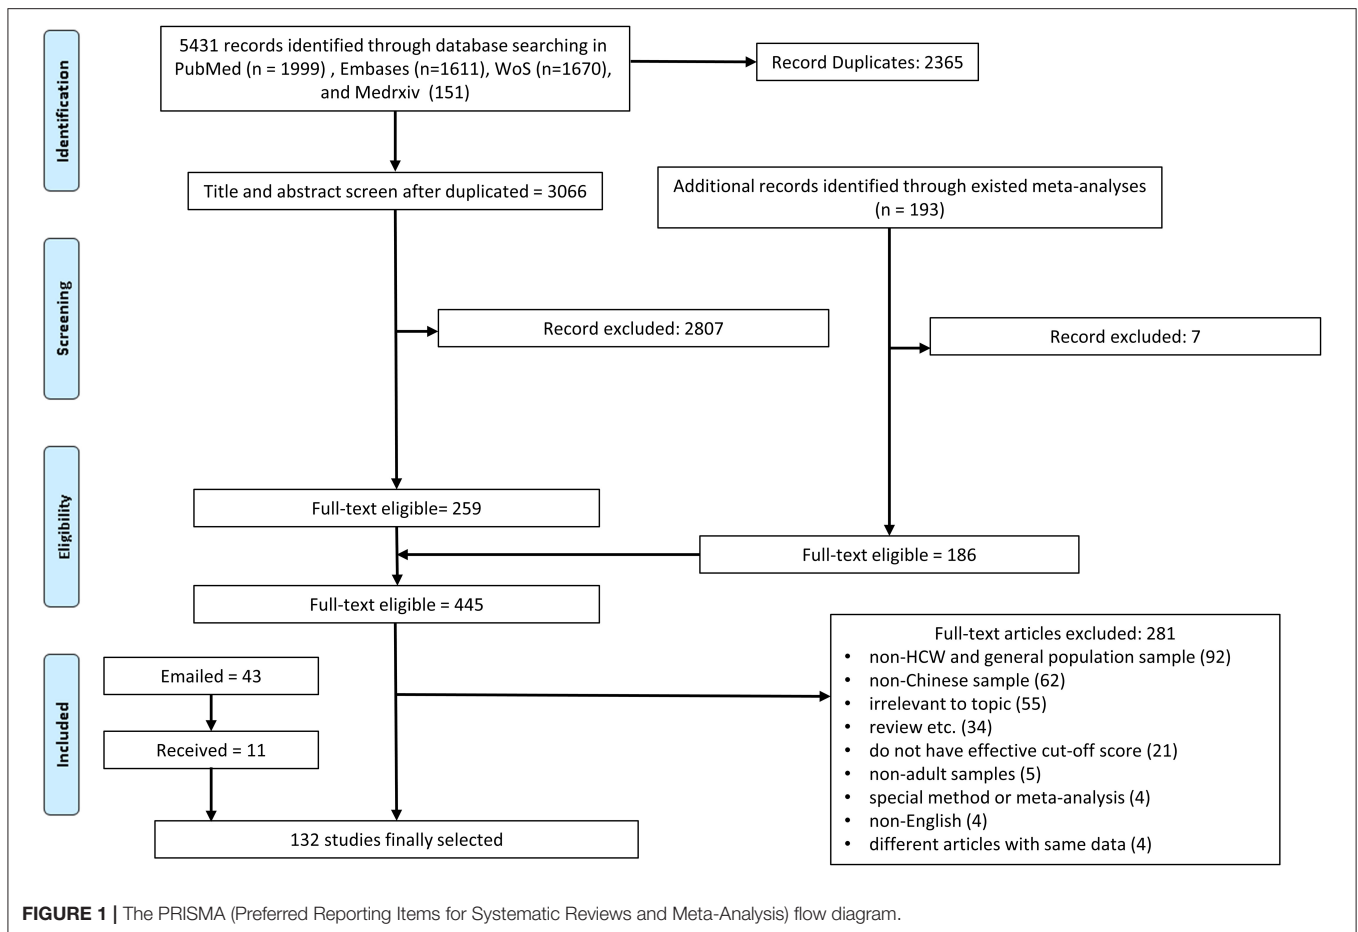 Identification
5431 records identified through database searching in
PubMed (n = 1999) , Embases (n=1611), WoS (n=1670),
and Medrxiv (151)
Record Duplicates: 2365
Title and abstract screen after duplicated = 3066
Additional records identified through existed meta-analyses
(n = 193)
Screening
Record excluded: 2807
Record excluded: 7
Eligibility
Full-text eligible= 259
Full-text eligible = 186
Full-text eligible = 445
Included
Emailed = 43
Received = 11
Full-text articles excluded: 281
• non-HCW and general population sample (92)
• non-Chinese sample (62)
• irrelevant to topic (55)
• review etc. (34)
• do not have effective cut-off score (21)
• non-adult samples (5)
• special method or meta-analysis (4)
• non-English (4)
• different articles with same data (4)
132 studies finally selected
FIGURE 1 | The PRISMA (Preferred Reporting Items for Systematic Reviews and Meta-Analysis) flow diagram.